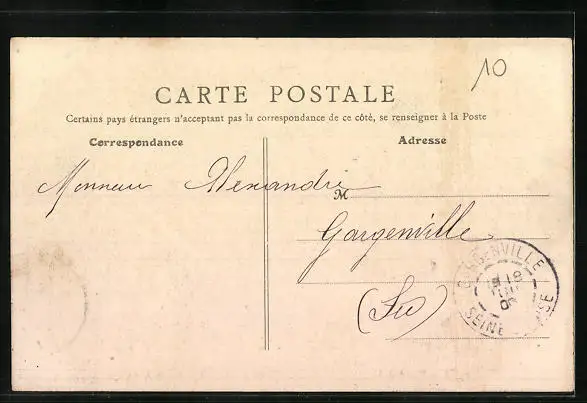 10
CARTE POSTALE
Certains pays étrangers n'acceptant pas la correspondance de ce côté, se renseigner à la Poste
Correspondance
Adresse
Monsieur Alexandre
M
Gargenville
GARGENVILLE
SEINE